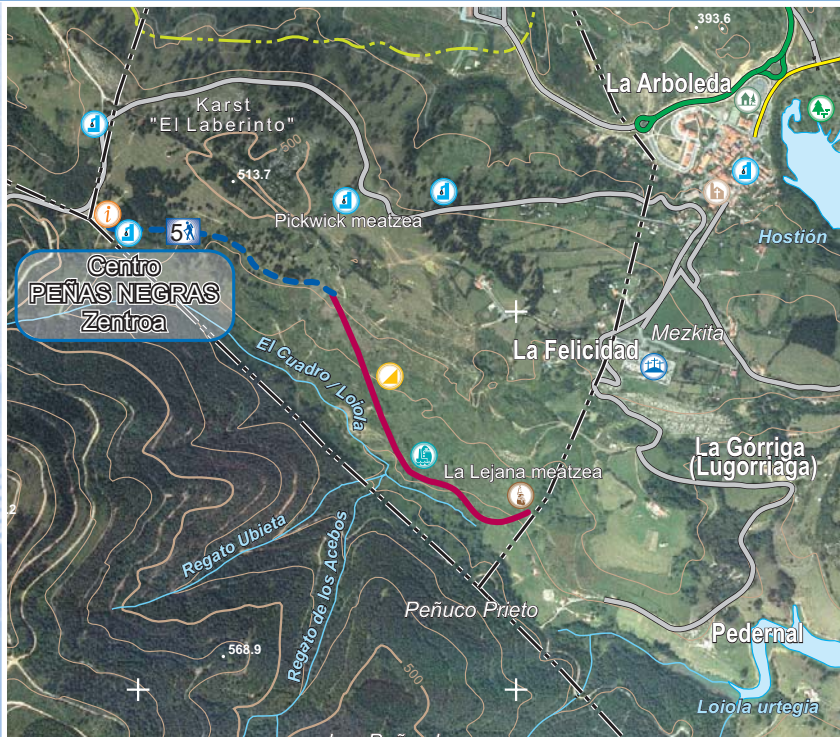 393.6
La Arboleda
Karst
"El Laberinto"
500
513.7
Pickwick meatzea
i
5
Hostión
Centro
PEÑAS NEGRAS
Zentroa
Mezkita
La Felicidad
El Cuadro / Loiola
La Górriga
(Lugorriaga)
La Lejana meatzea
Regato Ubieta
Regato de los Acebos
Peñuco Prieto
Pedernal
568.9
500
Loiola urtegia